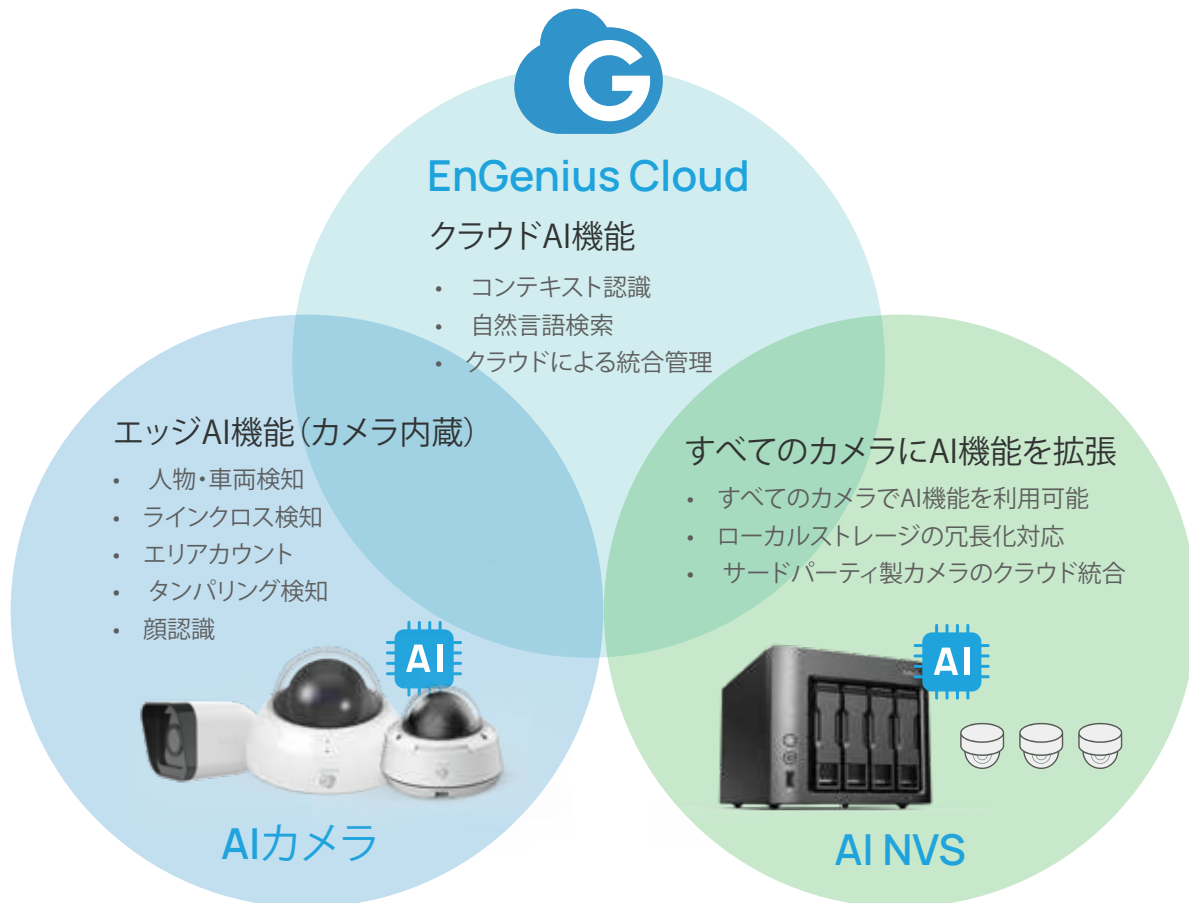 G
EnGenius Cloud
クラウドAI機能
• コンテキスト認識
• 自然言語検索
• クラウドによる統合管理
エッジAI機能（カメラ内蔵）
• 人物・車両検知
• ラインクロス検知
• エリアカウント
• タンパリング検知
• 顔認識
AI
AIカメラ
すべてのカメラにAI機能を拡張
• すべてのカメラでAI機能を利用可能
• ローカルストレージの冗長化対応
• サードパーティ製カメラのクラウド統合
AI
AI NVS